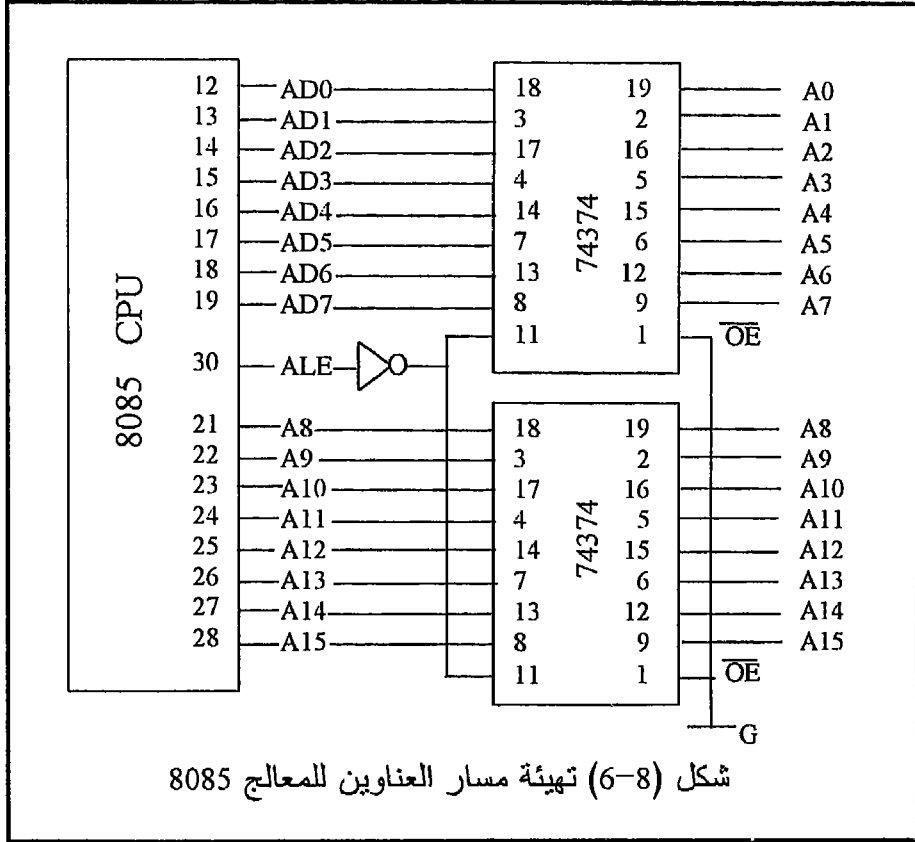 12 AD0 18 19 A0
13 AD1 3 2 A1
14 AD2 17 16 A2
15 AD3 4 5 A3
16 AD4 14 15 A4
17 AD5 7 6 A5
18 AD6 13 12 A6
19 AD7 8 9 A7
11 1 OE
74374
8085 CPU
30 ALE
21 A8 18 19 A8
22 A9 3 2 A9
23 A10 17 16 A10
24 A11 4 5 A11
25 A12 14 15 A12
26 A13 7 6 A13
27 A14 13 12 A14
28 A15 8 9 A15
11 1 OE
74374
G
شكل (8-6) تهيئة مسار العناوين للمعالج 8085